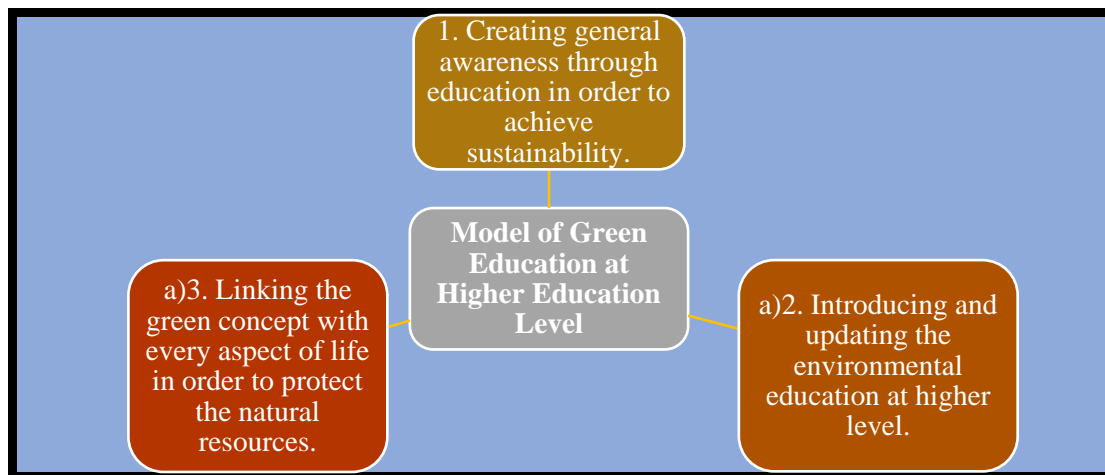 1. Creating general
awareness through
education in order to
achieve
sustainability.
Model of Green
Education at
Higher Education
Level
a)2. Introducing and
updating the
environmental
education at higher
level.
a)3. Linking the
green concept with
every aspect of life
in order to protect
the natural
resources.